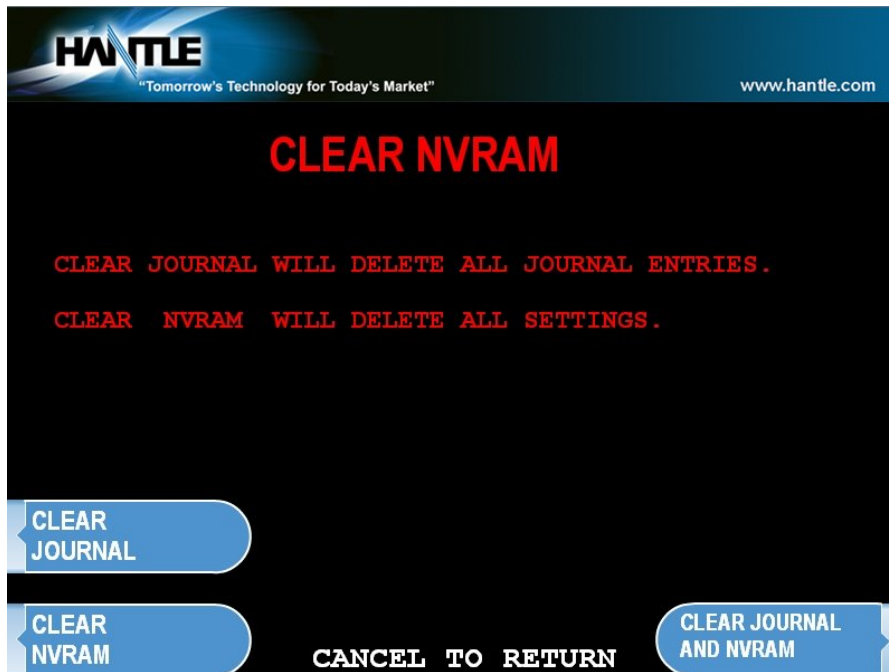 HANTLE
"Tomorrow's Technology for Today's Market"
www.hantle.com
CLEAR NVRAM
CLEAR JOURNAL WILL DELETE ALL JOURNAL ENTRIES.
CLEAR NVRAM WILL DELETE ALL SETTINGS.
CLEAR
JOURNAL
CLEAR
NVRAM
CANCEL TO RETURN
CLEAR JOURNAL
AND NVRAM